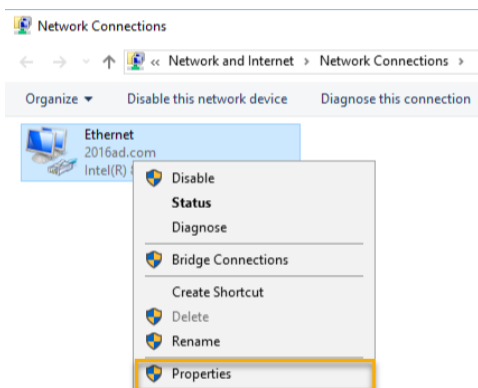 Network Connections
« Network and Internet › Network Connections ›
Organize Disable this network device Diagnose this connection
Ethernet
2016ad.com
Intel(R)
Disable
Status
Diagnose
Bridge Connections
Create Shortcut
Delete
Rename
Properties